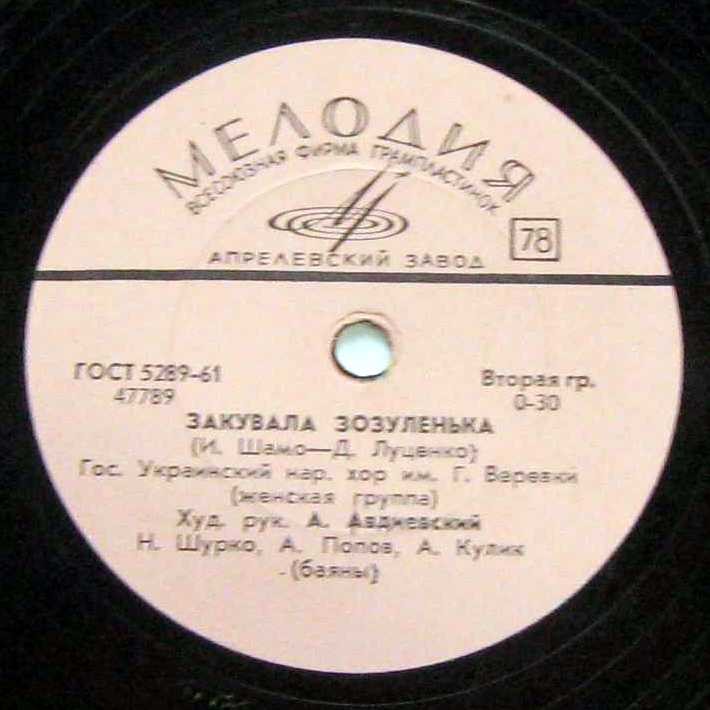 МЕЛОДИЯ
ВСЕСОЮЗНАЯ ФИРМА ГРАМПЛАСТИНОК
78
АПРЕЛЕВСКИЙ ЗАВОД
ГОСТ 5289-61
Вторая гр.
47789
0-30
ЗАКУВАЛА ЗОЗУЛЕНЬКА
(И. Шамо—Д. Луценко)
Гос. Украинский нар. хор им. Г. Веревки
(женская группа)
Худ. рук. А. Авдиевский
Н. Шурко, А. Попов, А. Кулик
(баяны)